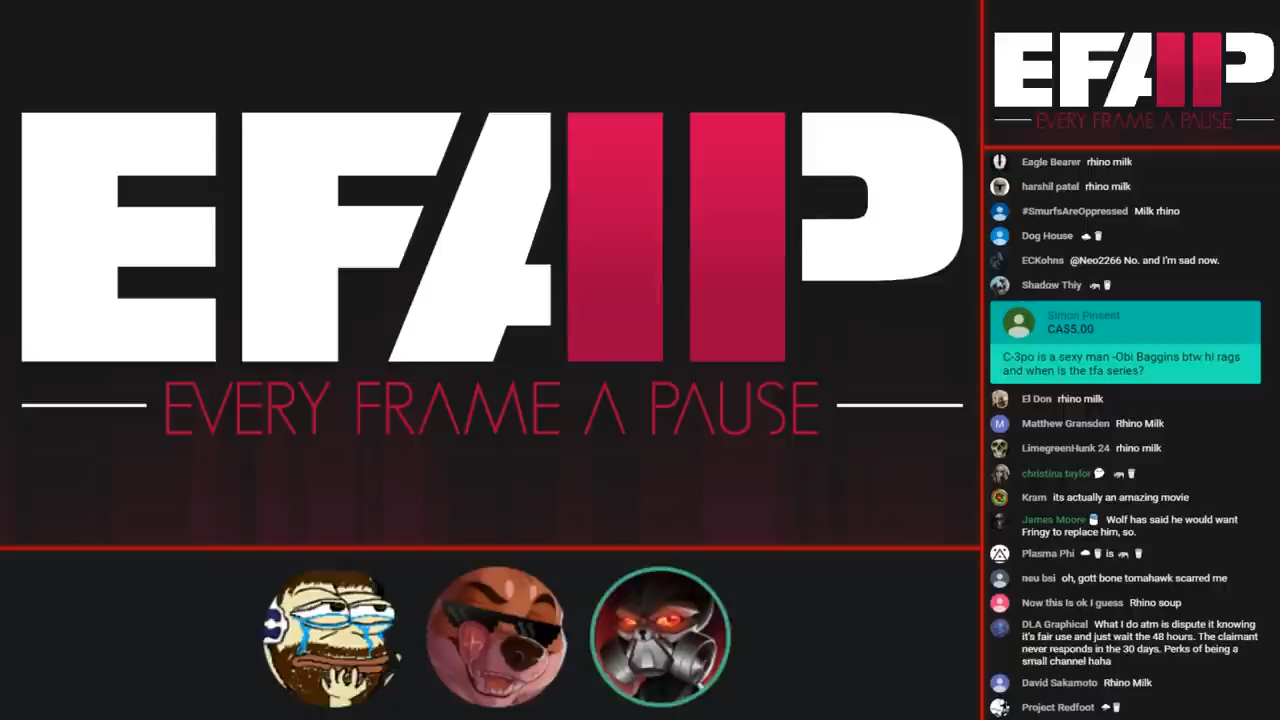 EFAP
EVERY FRAME A PAUSE
EFAP
EVERY FRAME A PAUSE
Eagle Bearer rhino milk
harshil patal rhino milk
#SmurfsAreOppressed Milk rhino
Dog House
ECKohns @Neo2266 No. and I'm sad now.
Shadow Thiy
Simon Pinsent
CA$5.00
C-3po is a sexy man -Obi Baggins btw hi rags
and when is the tfa series?
El Don rhino milk
Matthew Gransden Rhino Milk
LimegreenHunk 24 rhino milk
christina taylor
Kram its actually an amazing movie
James Moore Wolf has said he would want
Fringy to replace him, so.
Plasma Phi is
neu bsi oh, gott bone tomahawk scarred me
Now this Is ok I guess Rhino soup
DLA Graphical What I do atm is dispute it knowing
it's fair use and just wait the 48 hours. The claimant
never responds in the 30 days. Perks of being a
small channel haha
David Sakamoto Rhino Milk
Project Redfoot
M